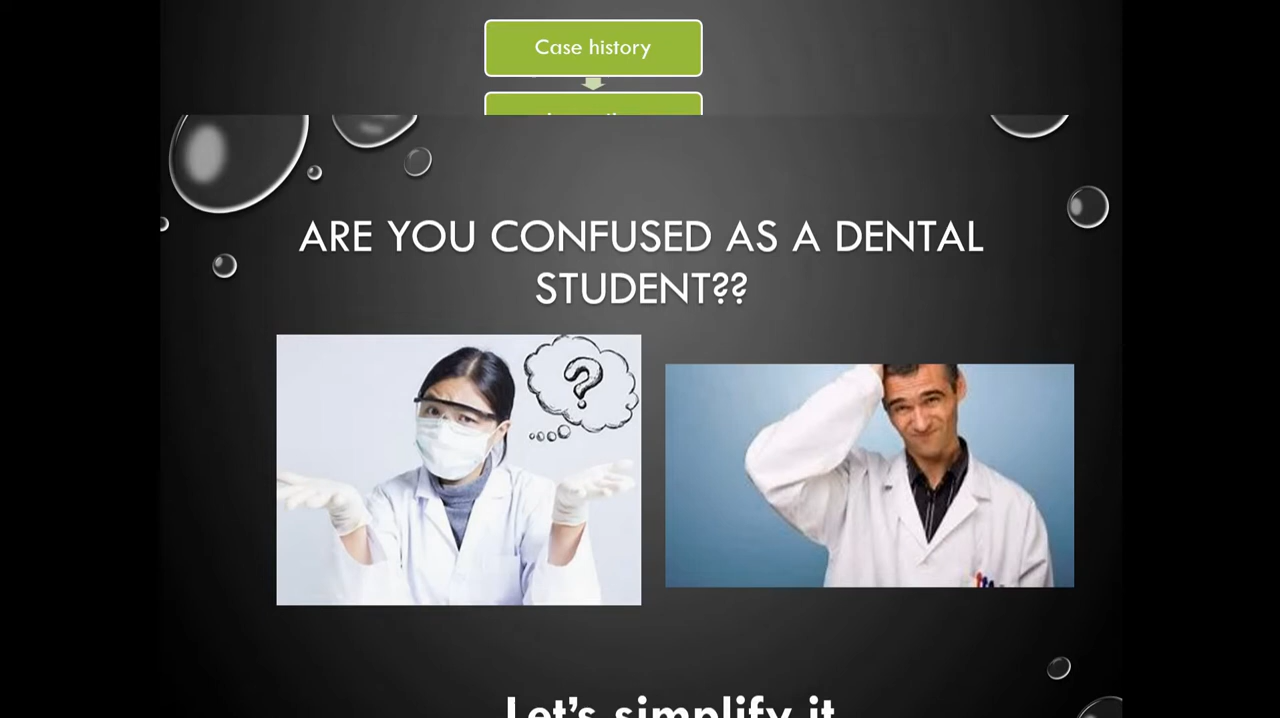 Case history
ARE YOU CONFUSED AS A DENTAL
STUDENT??
?
Let's simplify it